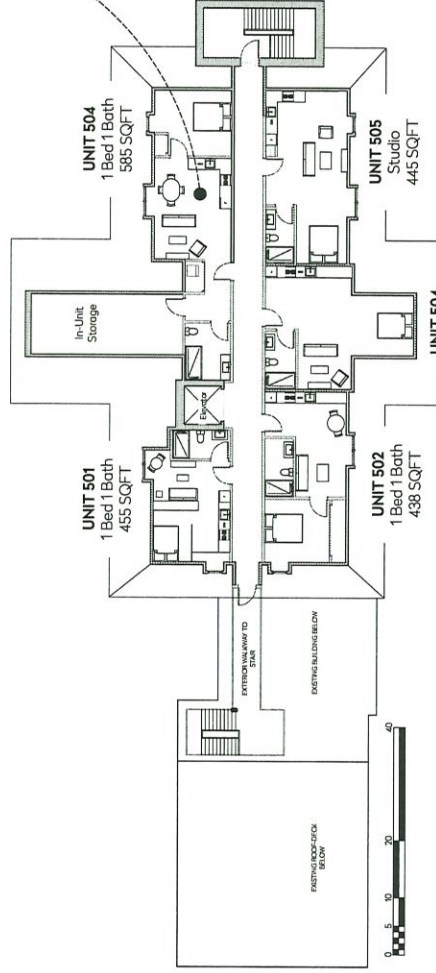 UNIT 504
1 Bed 1 Bath
585 SQFT
In-Unit
Storage
UNIT 501
1 Bed 1 Bath
455 SQFT
Elevator
UNIT 505
Studio
445 SQFT
UNIT
UNIT 502
1 Bed 1 Bath
438 SQFT
EXTERIOR WALKWAY TO
STAIR
EXISTING BUILDING BELOW
EXISTING ROOF-DECK
BELOW
0 5 10 20 40